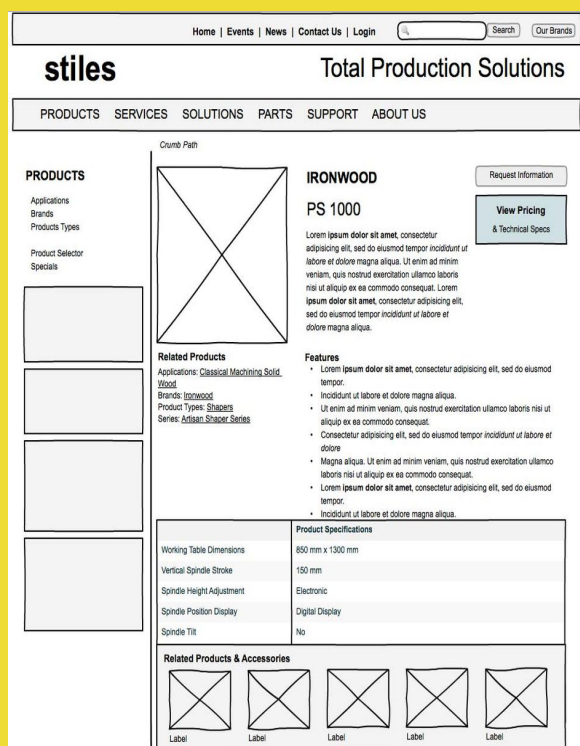 Home | Events | News | Contact Us | Login
Search
Our Brands
stiles
Total Production Solutions
PRODUCTS SERVICES SOLUTIONS PARTS SUPPORT ABOUT US
Crumb Path
PRODUCTS
Applications
Brands
Products Types
Product Selector
Specials
IRONWOOD
PS 1000
Lorem ipsum dolor sit amet, consectetur
adipisicing elit, sed do eiusmod tempor incididunt ut
labore et dolore magna aliqua. Ut enim ad minim
veniam, quis nostrud exercitation ullamco laboris
nisi ut aliquip ex ea commodo consequat. Lorem
ipsum dolor sit amet, consectetur adipisicing elit,
sed do eiusmod tempor incididunt ut labore et
dolore magna aliqua.
Request Information
View Pricing
& Technical Specs
Related Products
Applications: Classical Machining Solid
Wood
Brands: Ironwood
Product Types: Shapers
Series: Artisan Shaper Series
Features
• Lorem ipsum dolor sit amet, consectetur adipisicing elit, sed do eiusmod
tempor.
• Incididunt ut labore et dolore magna aliqua.
• Ut enim ad minim veniam, quis nostrud exercitation ullamco laboris nisi ut
aliquip ex ea commodo consequat.
• Consectetur adipisicing elit, sed do eiusmod tempor incididunt ut labore et
dolore
• Magna aliqua. Ut enim ad minim veniam, quis nostrud exercitation ullamco
laboris nisi ut aliquip ex ea commodo consequat.
• Lorem ipsum dolor sit amet, consectetur adipisicing elit, sed do eiusmod
tempor.
• Incididunt ut labore et dolore magna aliqua.
Product Specifications
Working Table Dimensions 850 mm x 1300 mm
Vertical Spindle Stroke 150 mm
Spindle Height Adjustment Electronic
Spindle Position Display Digital Display
Spindle Tilt No
Related Products & Accessories
Label Label Label Label Label